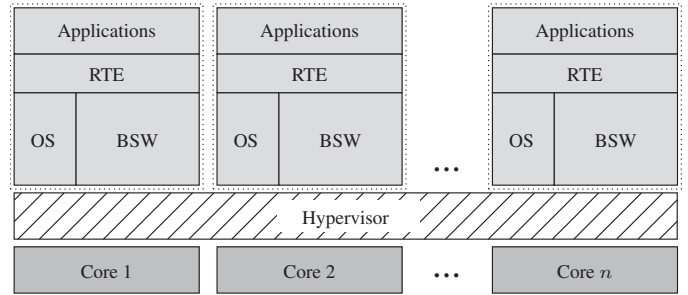 Applications Applications Applications
RTE RTE RTE
OS BSW OS BSW ... OS BSW
Hypervisor
Core 1 Core 2 ... Core n